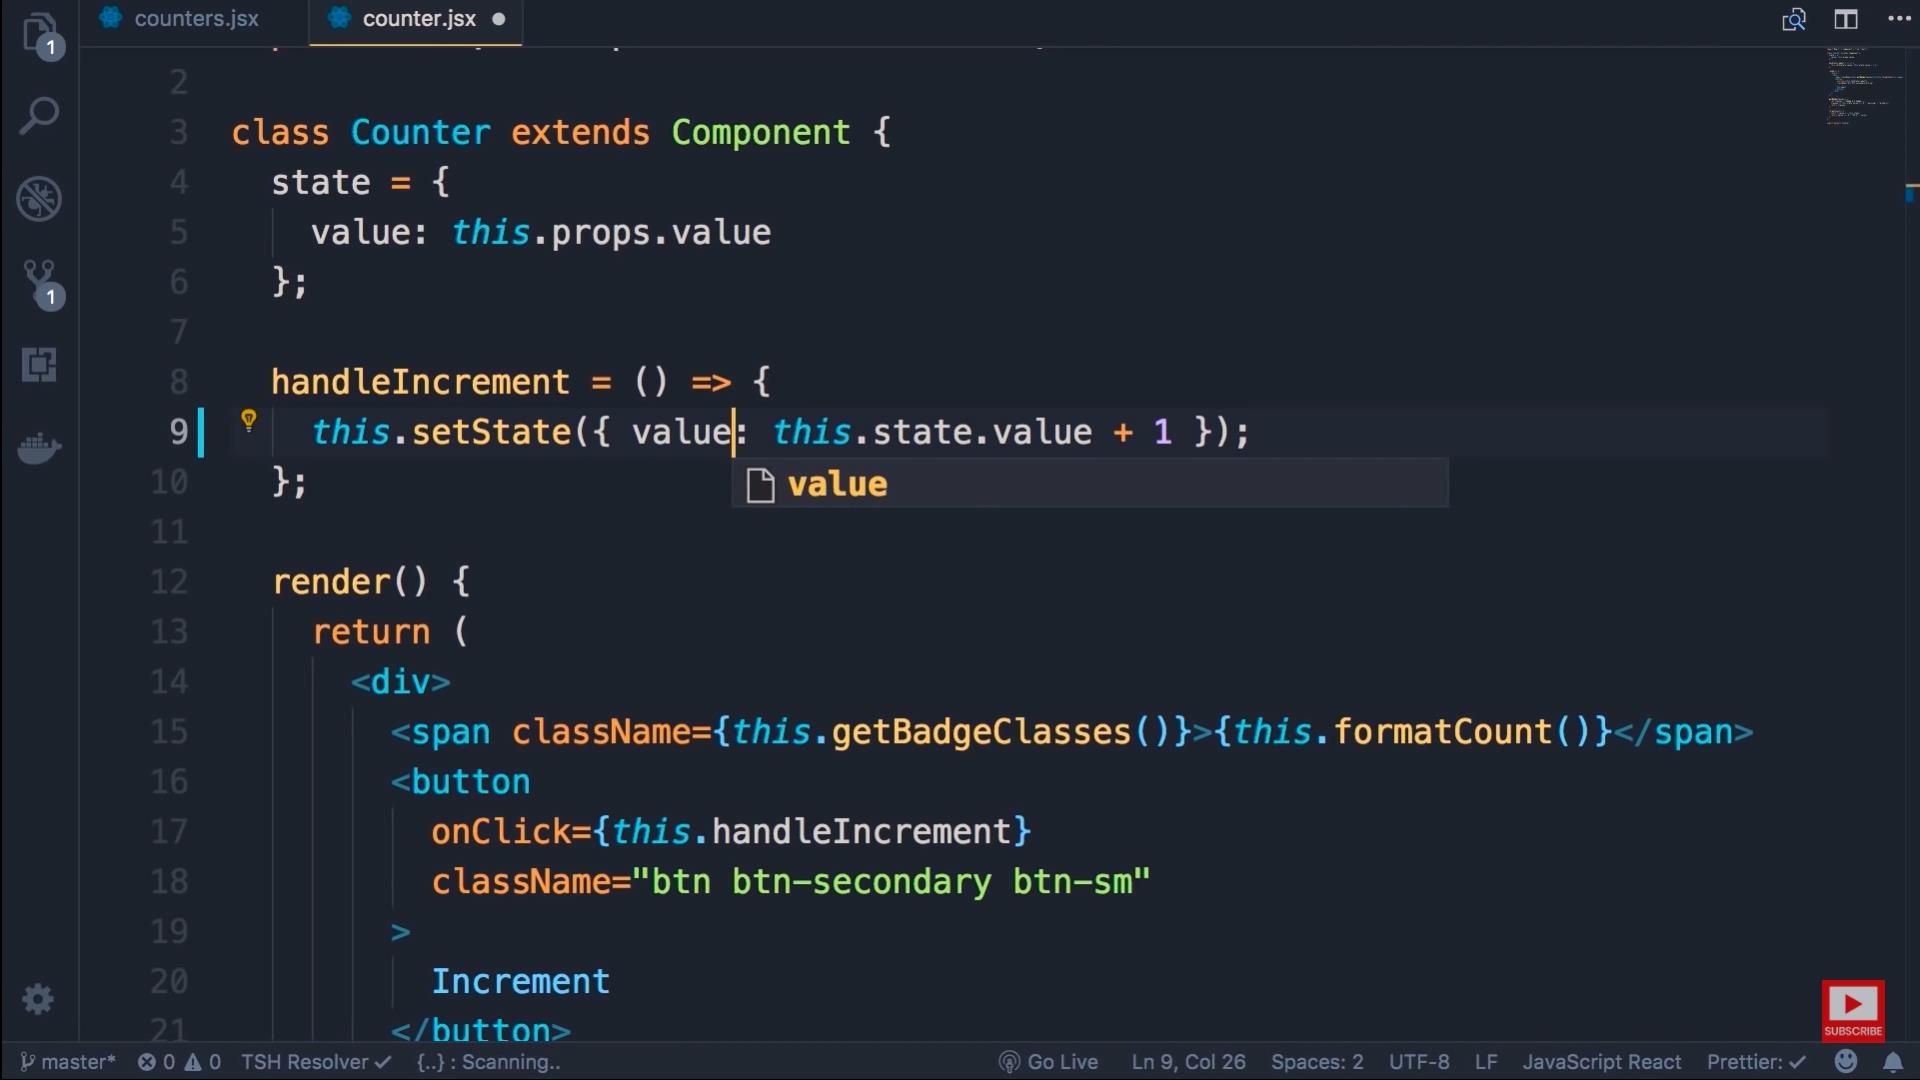 counters.jsx
counter.jsx
1
2
3 class Counter extends Component {
4 state = {
5 value: this.props.value
6 };
7
8 handleIncrement = () => {
9 this.setState({ value: this.state.value + 1 });
value
10 };
11
12 render() {
13 return (
14 <div>
15 <span className={this.getBadgeClasses()}>{this.formatCount()}</span>
16 <button
17 onClick={this.handleIncrement}
18 className="btn btn-secondary btn-sm"
19 >
20 Increment
21 </button>
1
SUBSCRIBE
master* 0 0 TSH Resolver ✓ {..} : Scanning.. Go Live Ln 9, Col 26 Spaces: 2 UTF-8 LF JavaScript React Prettier: ✓